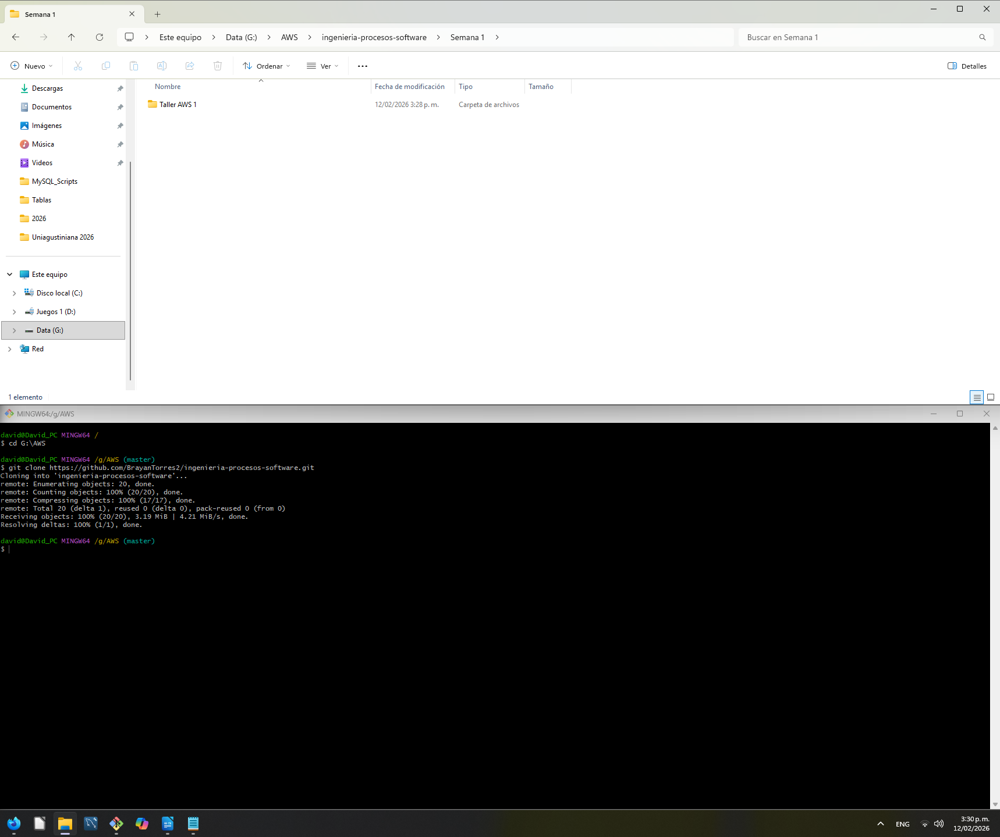 Semana 1
Este equipo
Data (G:)
AWS
ingenieria-procesos-software
Semana 1
Buscar en Semana 1
Nuevo
Ordenar
Ver
Detalles
Descargas
Documentos
Imágenes
Música
Videos
MySQL_Scripts
Tablas
2026
Uniagustiniana 2026
Este equipo
Disco local (C:)
Juegos 1 (D:)
Data (G:)
Red
Nombre
Fecha de modificación
Tipo
Tamaño
Taller AWS 1
12/02/2026 3:28 p. m.
Carpeta de archivos
1 elemento
MINGW64:/g/AWS
david@David_PC MINGW64 /
$ cd G:\AWS
david@David_PC MINGW64 /g/AWS (master)
$ git clone https://github.com/BrayanTorres2/ingenieria-procesos-software.git
Cloning into 'ingenieria-procesos-software'...
remote: Enumerating objects: 20, done.
remote: Counting objects: 100% (20/20), done.
remote: Compressing objects: 100% (17/17), done.
remote: Total 20 (delta 1), reused 0 (delta 0), pack-reused 0 (from 0)
Receiving objects: 100% (20/20), 3.19 MiB | 4.21 MiB/s, done.
Resolving deltas: 100% (1/1), done.
david@David_PC MINGW64 /g/AWS (master)
$
ENG
3:30 p. m.
12/02/2026